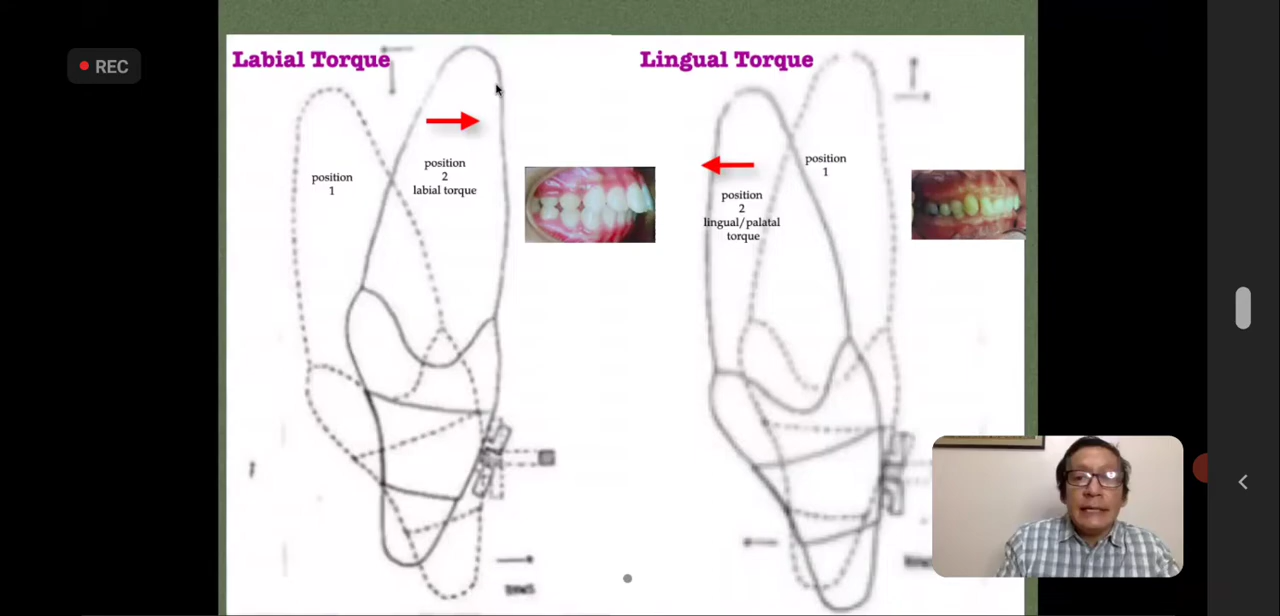 REC
Labial Torque
position
1
position
2
labial torque
Lingual Torque
position
1
position
2
lingual/palatal
torque